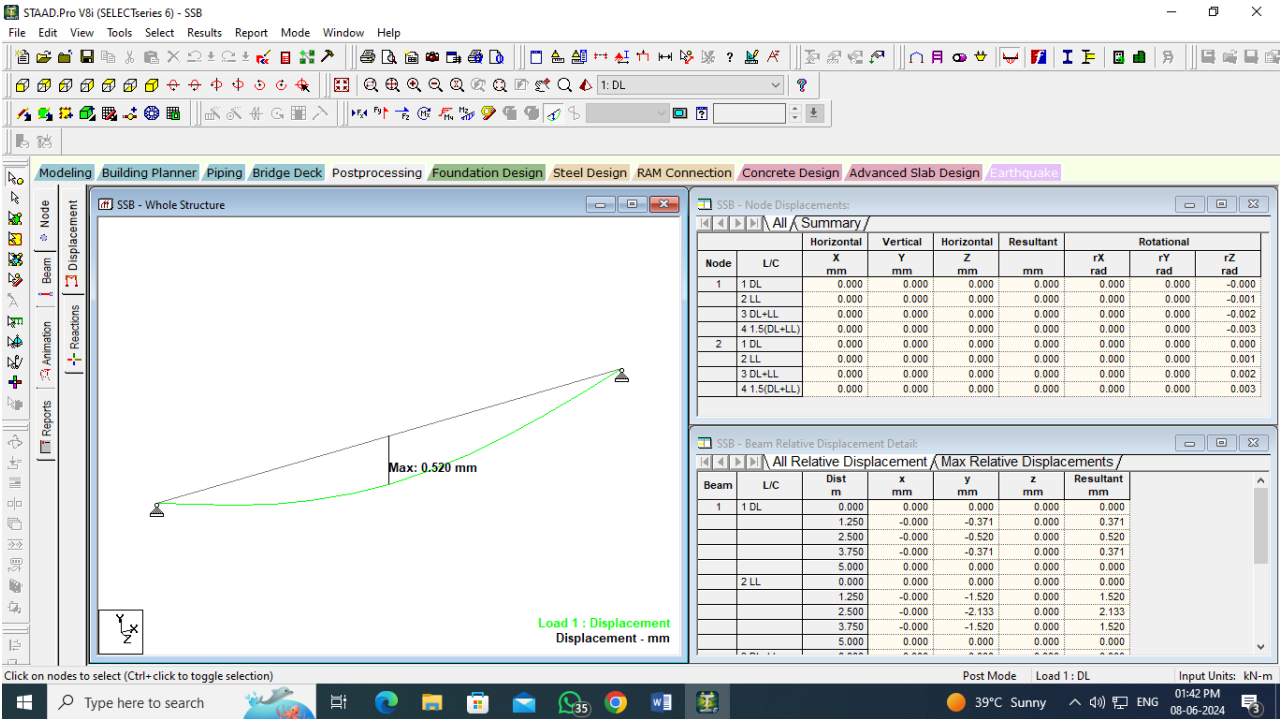 STAAD.Pro V8i (SELECTseries 6) - SSB
File Edit View Tools Select Results Report Mode Window Help
1: DL
Modeling Building Planner Piping Bridge Deck Postprocessing Foundation Design Steel Design RAM Connection Concrete Design Advanced Slab Design Earthquake
Node
Beam
Animation
Reports
Displacement
Reactions
SSB - Whole Structure
Max: 0.520 mm
Y
X
Z
Load 1 : Displacement
Displacement - mm
SSB - Node Displacements:
All Summary
Horizontal Vertical Horizontal Resultant Rotational
Node L/C X mm Y mm Z mm mm rX rad rY rad rZ rad
1 1 DL 0.000 0.000 0.000 0.000 0.000 0.000 -0.000
2 LL 0.000 0.000 0.000 0.000 0.000 0.000 -0.001
3 DL+LL 0.000 0.000 0.000 0.000 0.000 0.000 -0.002
4 1.5(DL+LL) 0.000 0.000 0.000 0.000 0.000 0.000 -0.003
2 1 DL 0.000 0.000 0.000 0.000 0.000 0.000 0.000
2 LL 0.000 0.000 0.000 0.000 0.000 0.000 0.001
3 DL+LL 0.000 0.000 0.000 0.000 0.000 0.000 0.002
4 1.5(DL+LL) 0.000 0.000 0.000 0.000 0.000 0.000 0.003
SSB - Beam Relative Displacement Detail:
All Relative Displacement Max Relative Displacements
Beam L/C Dist m x mm y mm z mm Resultant mm
1 1 DL 0.000 0.000 0.000 0.000 0.000
1.250 -0.000 -0.371 0.000 0.371
2.500 -0.000 -0.520 0.000 0.520
3.750 -0.000 -0.371 0.000 0.371
5.000 0.000 0.000 0.000 0.000
2 LL 0.000 0.000 0.000 0.000 0.000
1.250 -0.000 -1.520 0.000 1.520
2.500 -0.000 -2.133 0.000 2.133
3.750 -0.000 -1.520 0.000 1.520
5.000 0.000 0.000 0.000 0.000
Click on nodes to select (Ctrl+click to toggle selection) Post Mode Load 1 : DL Input Units: kN-m
Type here to search 35 39°C Sunny ENG 01:42 PM
08-06-2024 3